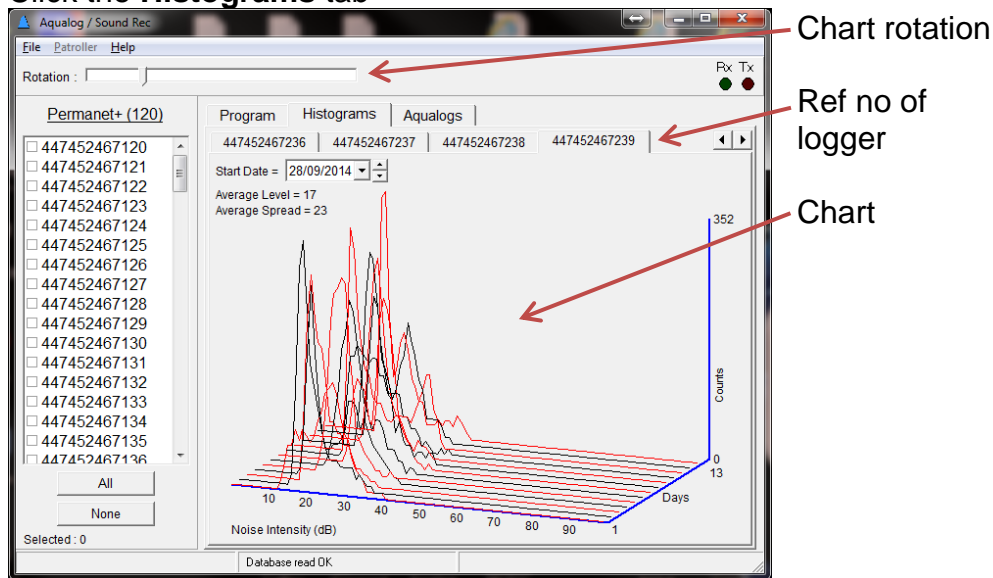 Click the Histograms tab
Aqualog / Sound Rec
File Patroller Help
Rotation :
Rx Tx
Permanet+ (120)
447452467120
447452467121
447452467122
447452467123
447452467124
447452467125
447452467126
447452467127
447452467128
447452467129
447452467130
447452467131
447452467132
447452467133
447452467134
447452467135
447452467136
All
None
Selected : 0
Program Histograms Aqualogs
447452467236 447452467237 447452467238 447452467239
Start Date = 28/09/2014
Average Level = 17
Average Spread = 23
352
Counts
0
13
Days
1
10 20 30 40 50 60 70 80 90
Noise Intensity (dB)
Database read OK
Chart rotation
Ref no of
logger
Chart